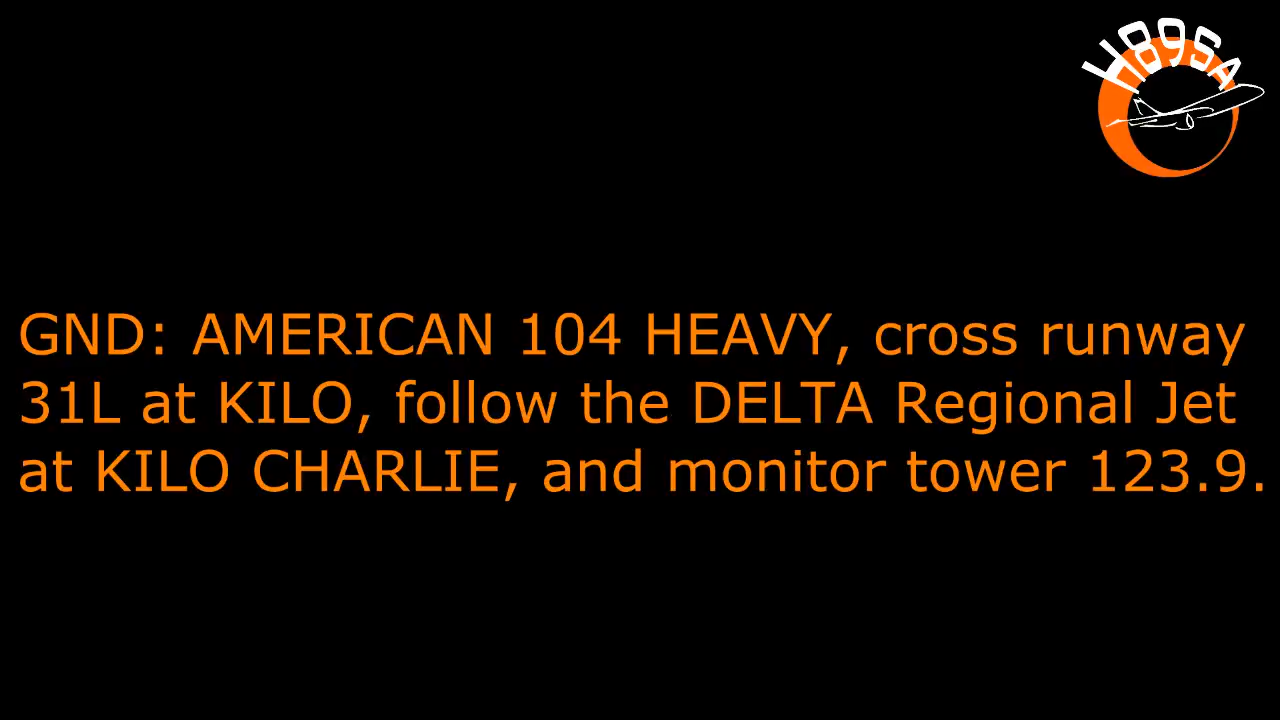 H89SA
GND: AMERICAN 104 HEAVY, cross runway
31L at KILO, follow the DELTA Regional Jet
at KILO CHARLIE, and monitor tower 123.9.